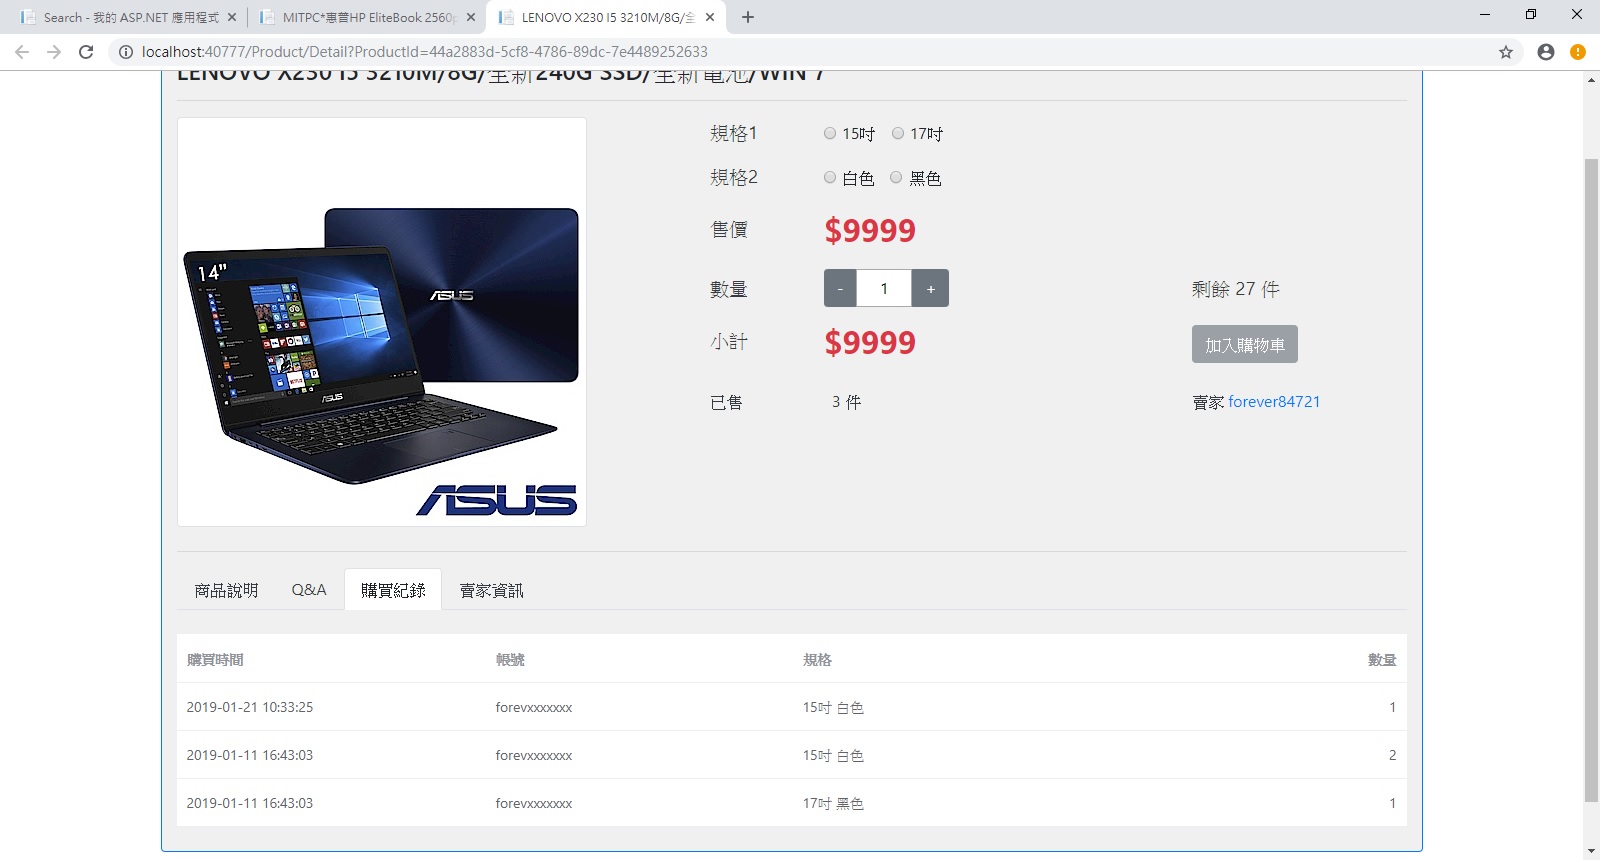 Search - 我的 ASP.NET 應用程式
MITPC*惠普HP EliteBook 2560p
LENOVO X230 I5 3210M/8G/全
localhost:40777/Product/Detail?ProductId=44a2883d-5cf8-4786-89dc-7e4489252633
LENOVO X230 I5 3210M/8G/全新240G SSD/全新電池/WIN 7
規格1 15吋 17吋
規格2 白色 黑色
售價 $9999
數量 - 1 + 剩餘 27 件
小計 $9999 加入購物車
已售 3 件 賣家 forever84721
14"
ASUS
ASUS
ASUS
商品說明 Q&A 購買紀錄 賣家資訊
購買時間 帳號 規格 數量
2019-01-21 10:33:25 forevxxxxxxx 15吋 白色 1
2019-01-11 16:43:03 forevxxxxxxx 15吋 白色 2
2019-01-11 16:43:03 forevxxxxxxx 17吋 黑色 1